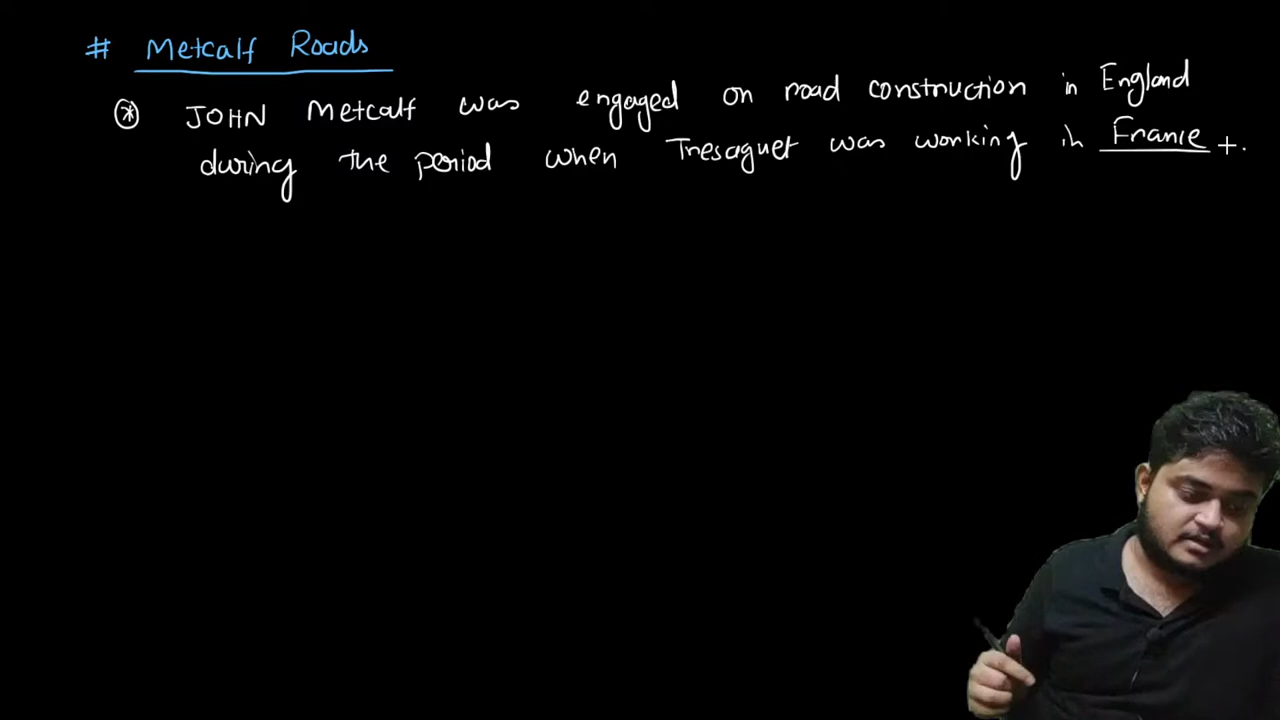 # Metcalf Roads
⊛ JOHN Metcalf was engaged on road construction in England
during the period when Tresaguet was working in France +.